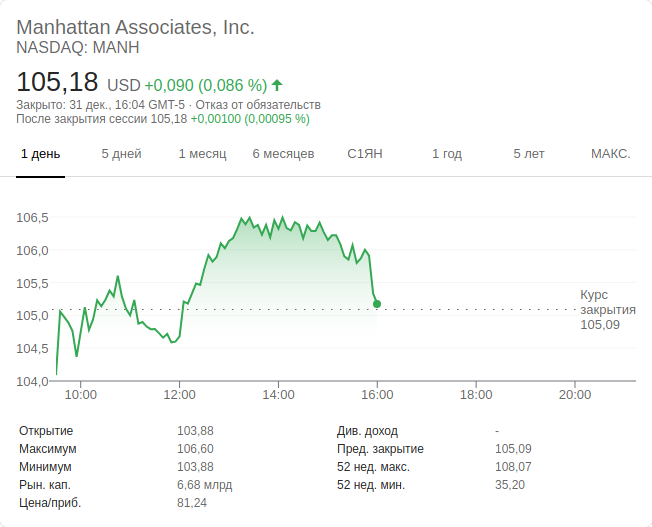 Manhattan Associates, Inc.
NASDAQ: MANH
105,18 USD +0,090 (0,086 %)
Закрыто: 31 дек., 16:04 GMT-5 · Отказ от обязательств
После закрытия сессии 105,18 +0,00100 (0,00095 %)
1 день 5 дней 1 месяц 6 месяцев С1ЯН 1 год 5 лет МАКС.
106,5
106,0
105,5
105,0
104,5
104,0
Курс
закрытия
105,09
10:00 12:00 14:00 16:00 18:00 20:00
Открытие 103,88 Див. доход -
Максимум 106,60 Пред. закрытие 105,09
Минимум 103,88 52 нед. макс. 108,07
Рын. кап. 6,68 млрд 52 нед. мин. 35,20
Цена/приб. 81,24